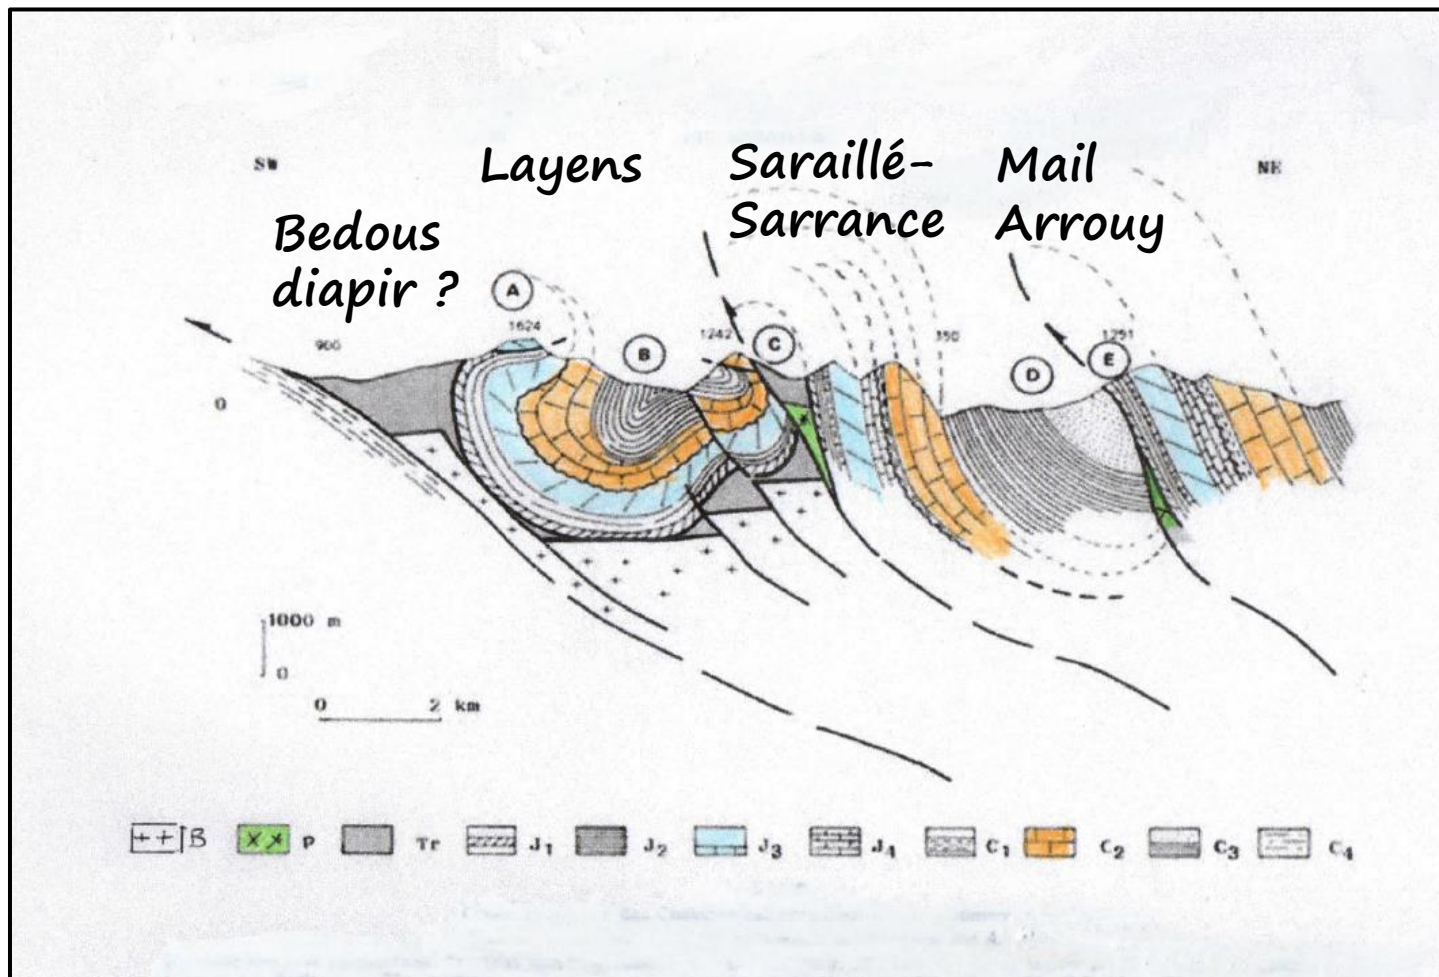 SW
Layens
Saraillé-
Sarrance
Mail
Arrouy
NE
Bedous
diapir ?
A
1624
900
0
B
1242
C
350
D
1291
E
1000 m
0
0 2 km
B P Tr J1 J2 J3 J4 C1 C2 C3 C4